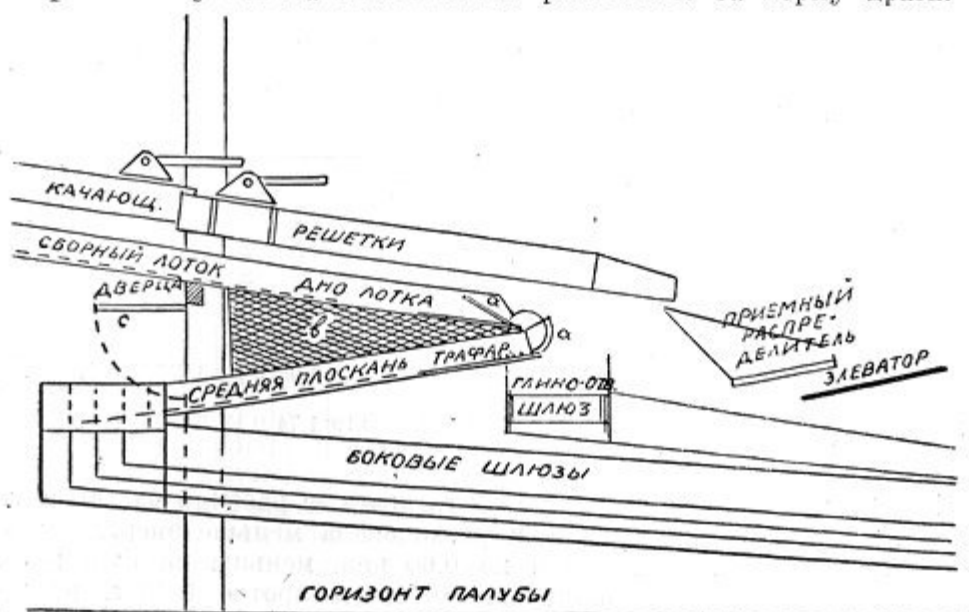 КАЧАЮЩ.
РЕШЕТКИ
СБОРНЫЙ ЛОТОК
ДНО ЛОТКА
ДВЕРЦА
с
в
а
а
ПРИЕМНЫЙ
РАСПРЕ-
ДЕЛИТЕЛЬ
ЭЛЕВАТОР
СРЕДНЯЯ ПЛОСКАНЬ ТРАФАР.
ГЛИКО-ОТВ.
ШЛЮЗ
БОКОВЫЕ ШЛЮЗЫ
ГОРИЗОНТ ПАЛУБЫ